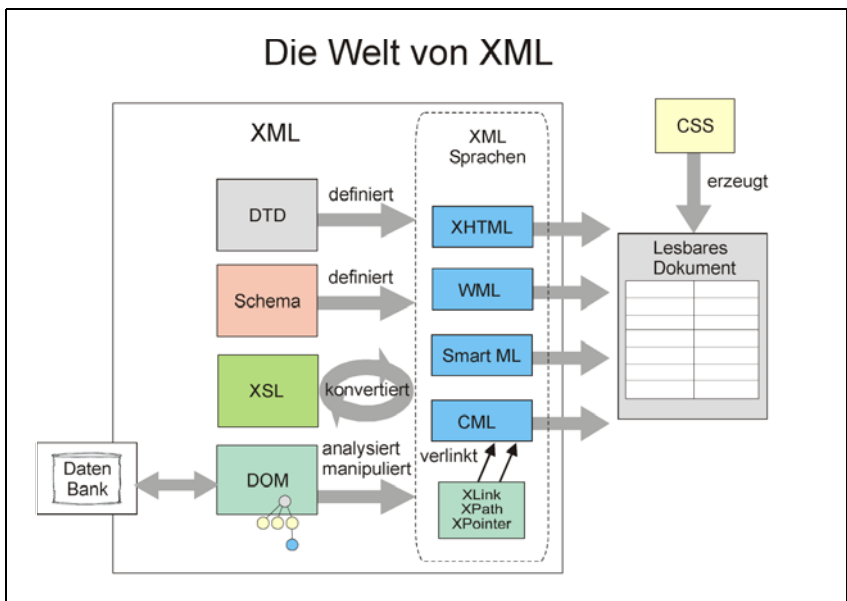 Die Welt von XML
XML
XML
Sprachen
CSS
erzeugt
DTD
definiert
XHTML
Lesbares
Dokument
Schema
definiert
WML
XSL
konvertiert
Smart ML
CML
Daten
Bank
DOM
analysiert
manipuliert
verlinkt
XLink
XPath
XPointer